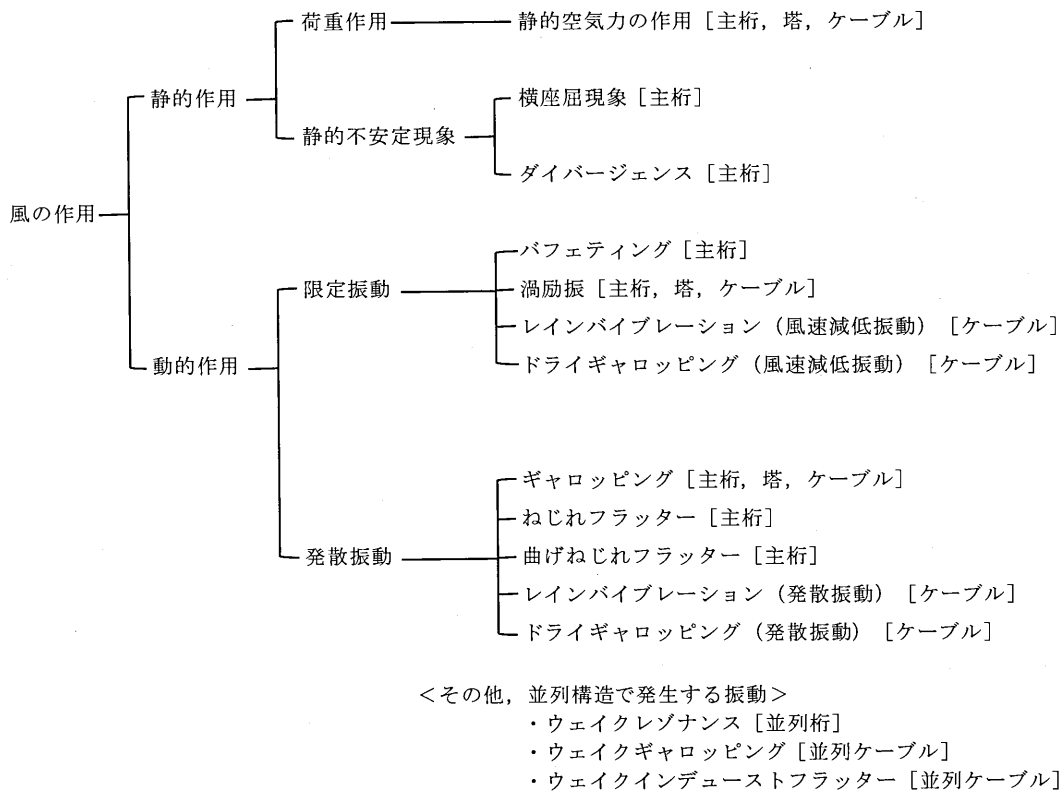 荷重作用 静的空気力の作用［主桁，塔，ケーブル］
静的作用 横座屈現象［主桁］
静的不安定現象
ダイバージェンス［主桁］
風の作用
バフェティング［主桁］
限定振動 渦励振［主桁，塔，ケーブル］
レインバイブレーション（風速減低振動）［ケーブル］
動的作用 ドライギャロッピング（風速減低振動）［ケーブル］
ギャロッピング［主桁，塔，ケーブル］
ねじれフラッター［主桁］
発散振動 曲げねじれフラッター［主桁］
レインバイブレーション（発散振動）［ケーブル］
ドライギャロッピング（発散振動）［ケーブル］
＜その他，並列構造で発生する振動＞
・ウェイクレゾナンス［並列桁］
・ウェイクギャロッピング［並列ケーブル］
・ウェイクインデューストフラッター［並列ケーブル］